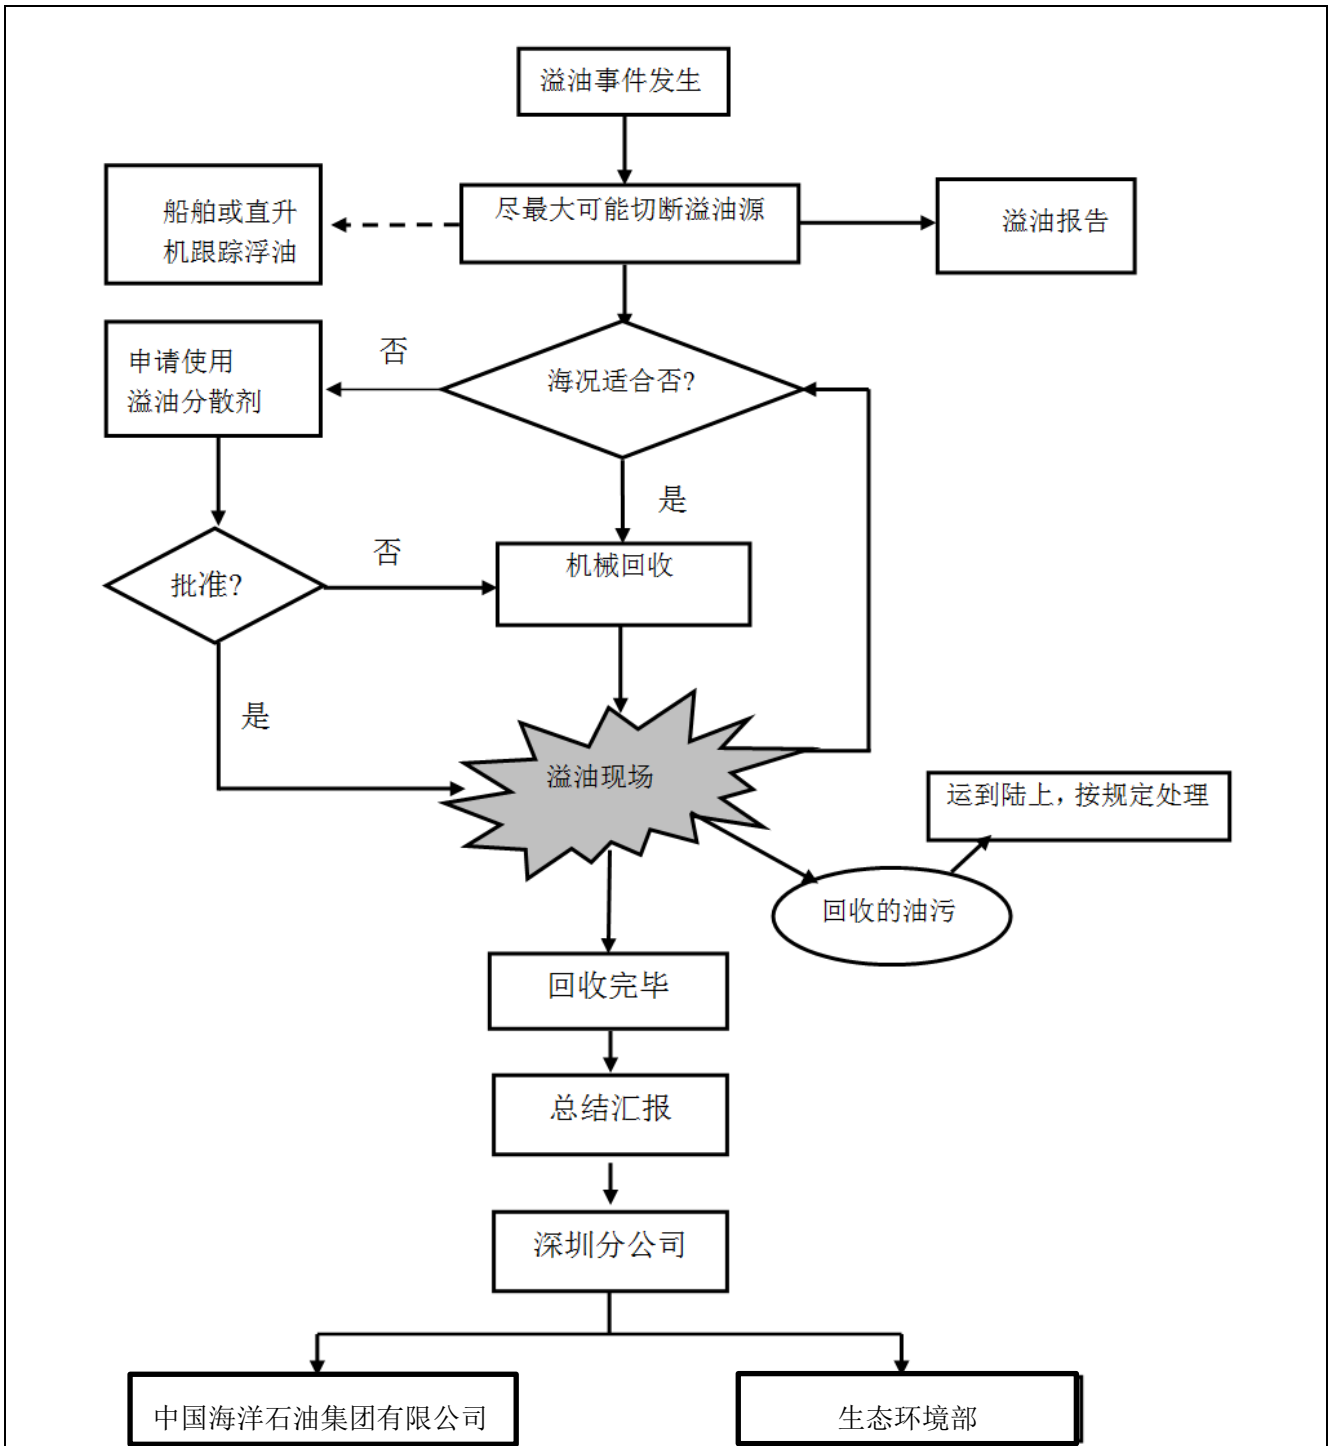 溢油事件发生
船舶或直升
机跟踪浮油
尽最大可能切断溢油源
溢油报告
申请使用
溢油分散剂
否
海况适合否?
是
批准?
否
机械回收
是
溢油现场
运到陆上，按规定处理
回收的油污
回收完毕
总结汇报
深圳分公司
中国海洋石油集团有限公司
生态环境部